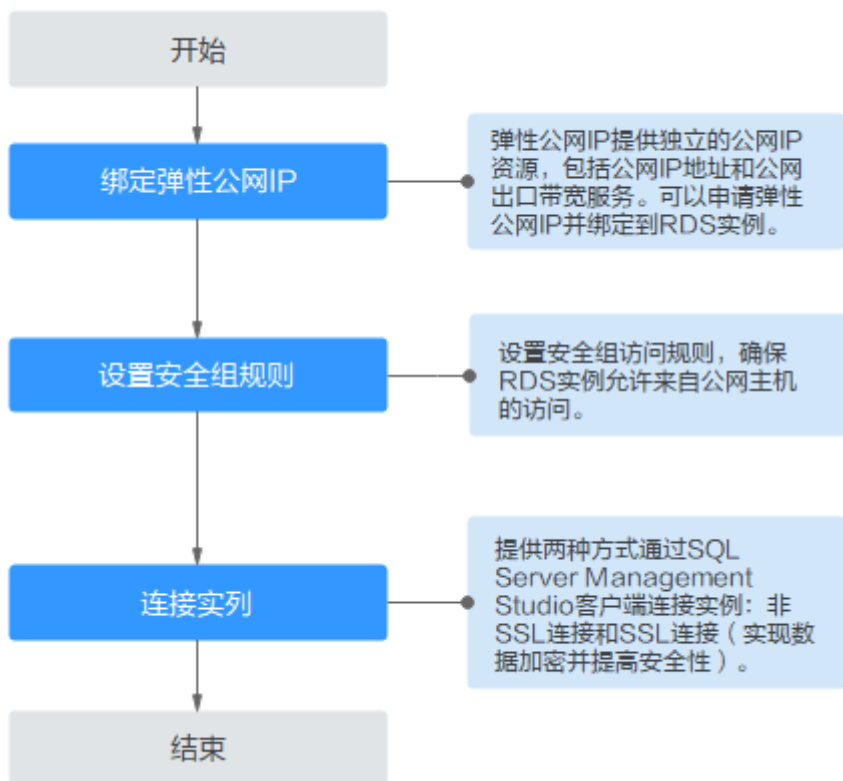 开始
绑定弹性公网IP
弹性公网IP提供独立的公网IP
资源，包括公网IP地址和公网
出口带宽服务。可以申请弹性
公网IP并绑定到RDS实例。
设置安全组规则
设置安全组访问规则，确保
RDS实例允许来自公网主机
的访问。
连接实列
提供两种方式通过SQL
Server Management
Studio客户端连接实例：非
SSL连接和SSL连接（实现数
据加密并提高安全性）。
结束